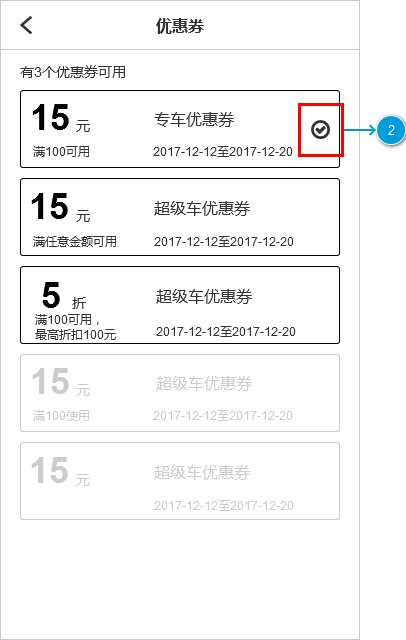 优惠券
有3个优惠券可用
15 元 专车优惠券
满100可用 2017-12-12至2017-12-20
2
15 元 超级车优惠券
满任意金额可用 2017-12-12至2017-12-20
5 折 超级车优惠券
满100可用，
最高折扣100元 2017-12-12至2017-12-20
15 元 超级车优惠券
满100使用 2017-12-12至2017-12-20
15 元 超级车优惠券
2017-12-12至2017-12-20